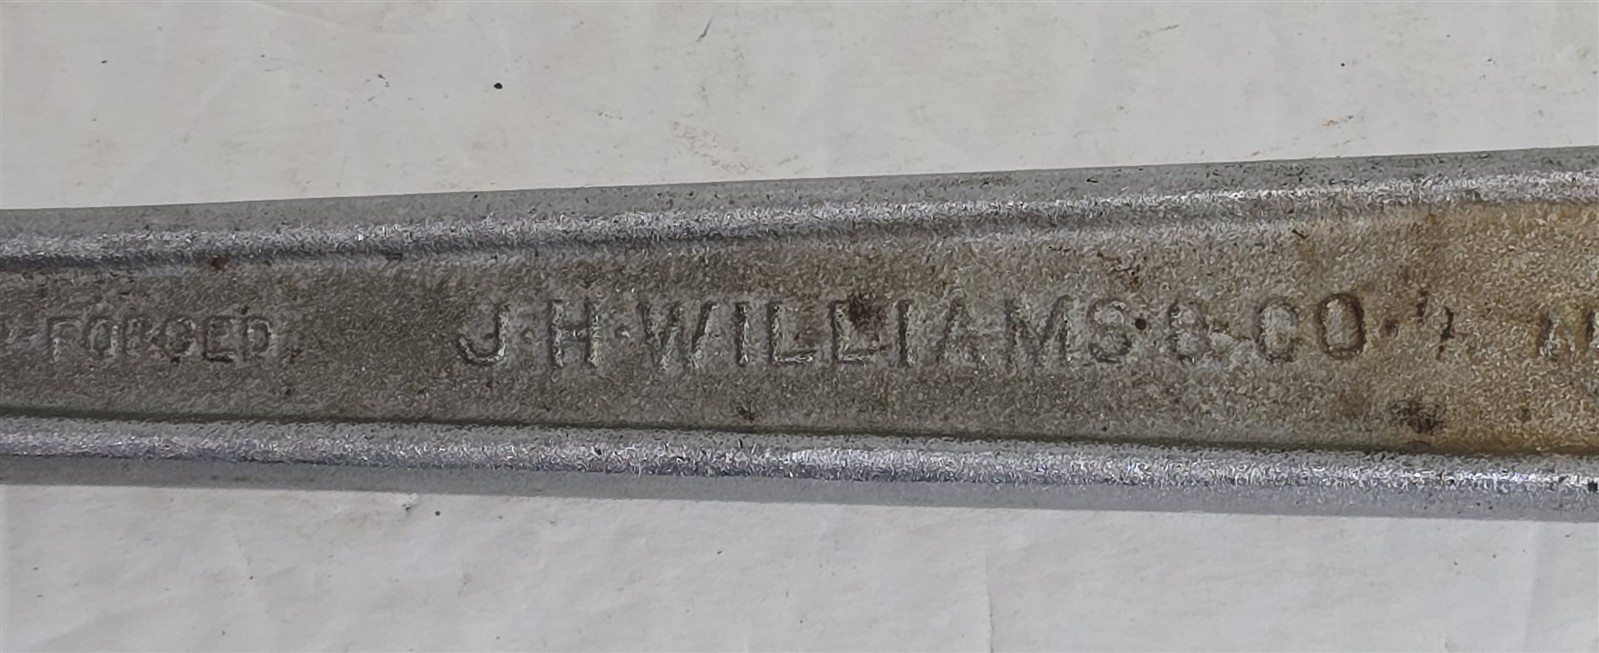 FORGED J.H. WILLIAMS & CO.